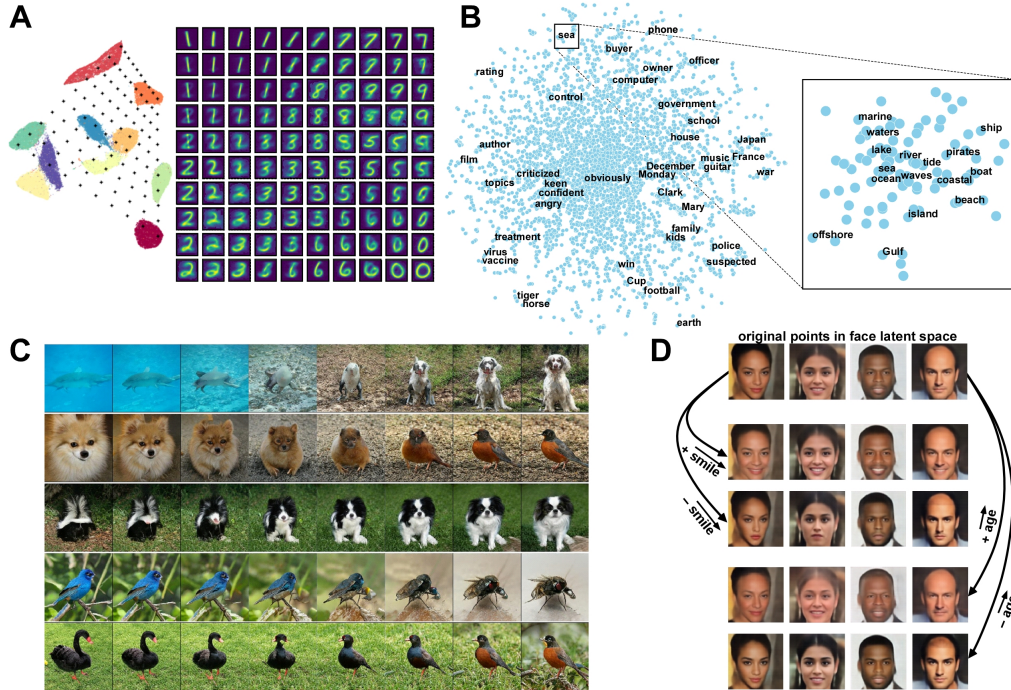 A
B
sea
phone
buyer
officer
owner
rating
computer
control
government
school
house
author
Japan
film
music
France
December
guitar
criticized
Monday
war
topics
keen
obviously
confident
Clark
angry
Mary
family
treatment
kids
police
virus
suspected
vaccine
win
Cup
football
tiger
horse
earth
marine
ship
waters
lake
river
pirates
tide
sea
boat
ocean
waves
coastal
beach
island
offshore
Gulf
C
D
original points in face latent space
+ smile
− smile
+ age
− age